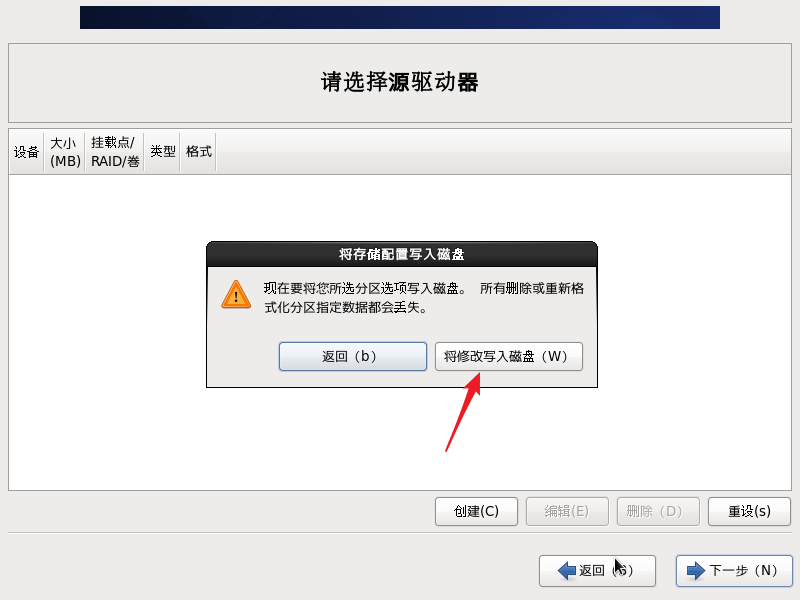 请选择源驱动器
设备
大小
(MB)
挂载点/
RAID/巻
类型
格式
将存储配置写入磁盘
现在要将您所选分区选项写入磁盘。 所有删除或重新格
式化分区指定数据都会丢失。
返回（b）
将修改写入磁盘（W）
创建(C)
编辑(E)
删除（D）
重设(s)
返回
下一步（N）